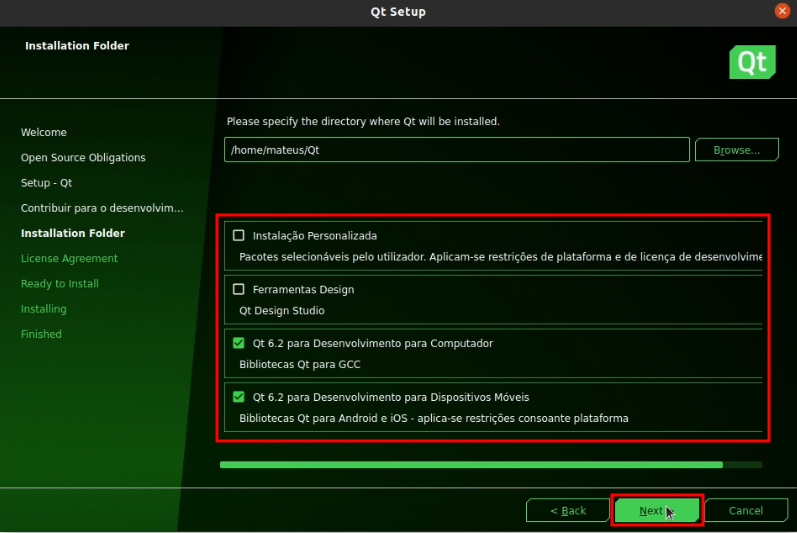 Qt Setup
Installation Folder
Qt
Welcome
Open Source Obligations
Setup - Qt
Contribuir para o desenvolvim...
Installation Folder
License Agreement
Ready to Install
Installing
Finished
Please specify the directory where Qt will be installed.
/home/mateus/Qt
Browse...
Instalação Personalizada
Pacotes selecionáveis pelo utilizador. Aplicam-se restrições de plataforma e de licença de desenvolvime
Ferramentas Design
Qt Design Studio
Qt 6.2 para Desenvolvimento para Computador
Bibliotecas Qt para GCC
Qt 6.2 para Desenvolvimento para Dispositivos Móveis
Bibliotecas Qt para Android e iOS - aplica-se restrições consoante plataforma
< Back
Next
Cancel